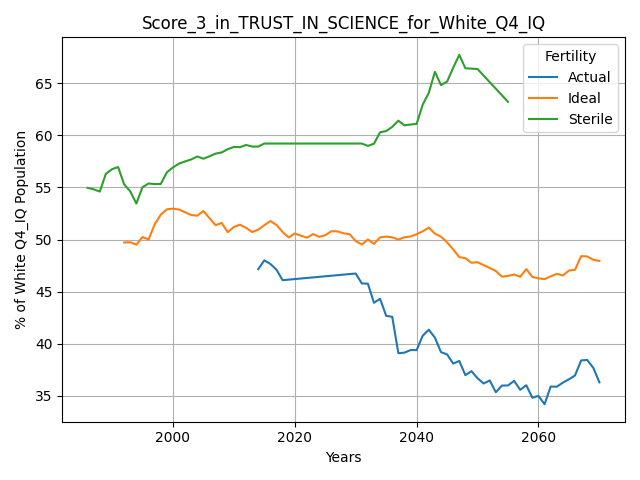 Score_3_in_TRUST_IN_SCIENCE_for_White_Q4_IQ
% of White Q4_IQ Population
65
60
55
50
45
40
35
Fertility
Actual
Ideal
Sterile
2000
2020
2040
2060
Years